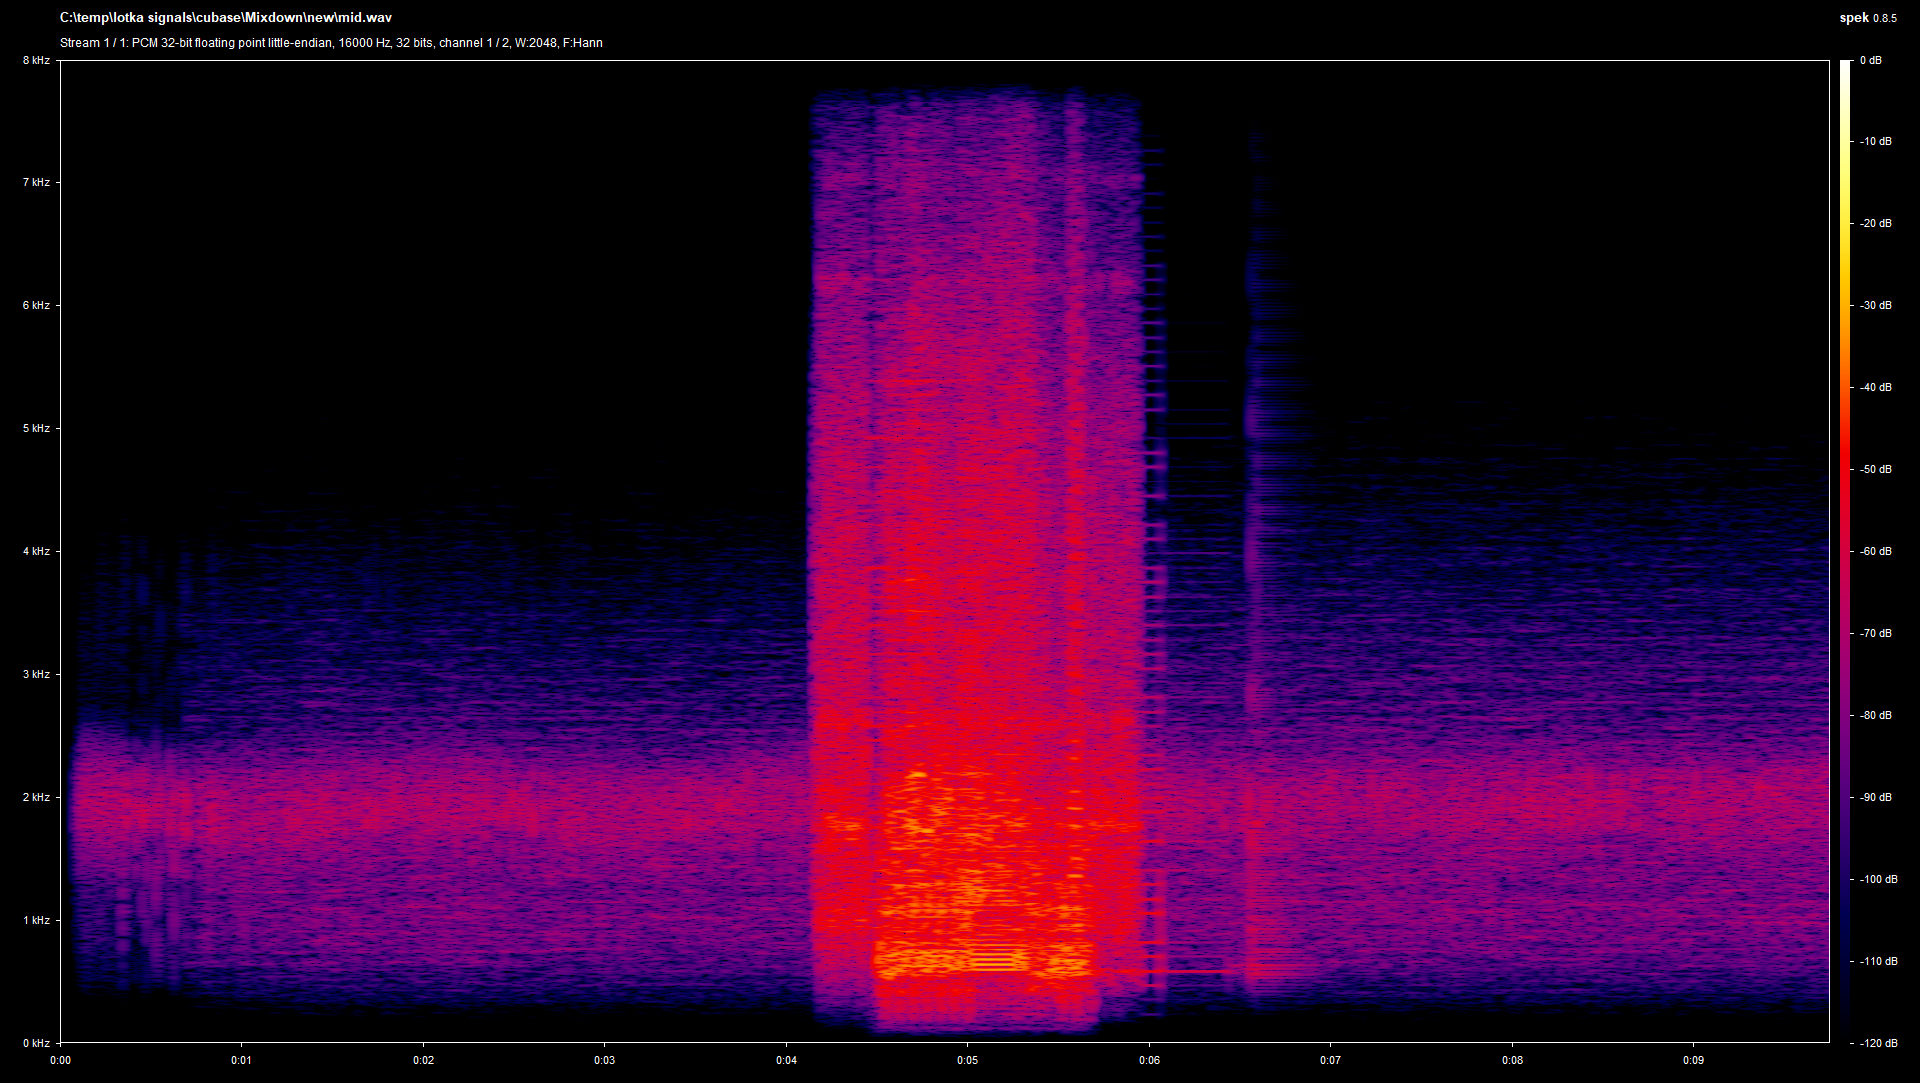 C:\temp\lotka signals\cubase\Mixdown\new\mid.wav
spek 0.8.5
Stream 1 / 1: PCM 32-bit floating point little-endian, 16000 Hz, 32 bits, channel 1 / 2, W:2048, F:Hann
8 kHz
7 kHz
6 kHz
5 kHz
4 kHz
3 kHz
2 kHz
1 kHz
0 kHz
0:00
0:01
0:02
0:03
0:04
0:05
0:06
0:07
0:08
0:09
0 dB
-10 dB
-20 dB
-30 dB
-40 dB
-50 dB
-60 dB
-70 dB
-80 dB
-90 dB
-100 dB
-110 dB
-120 dB